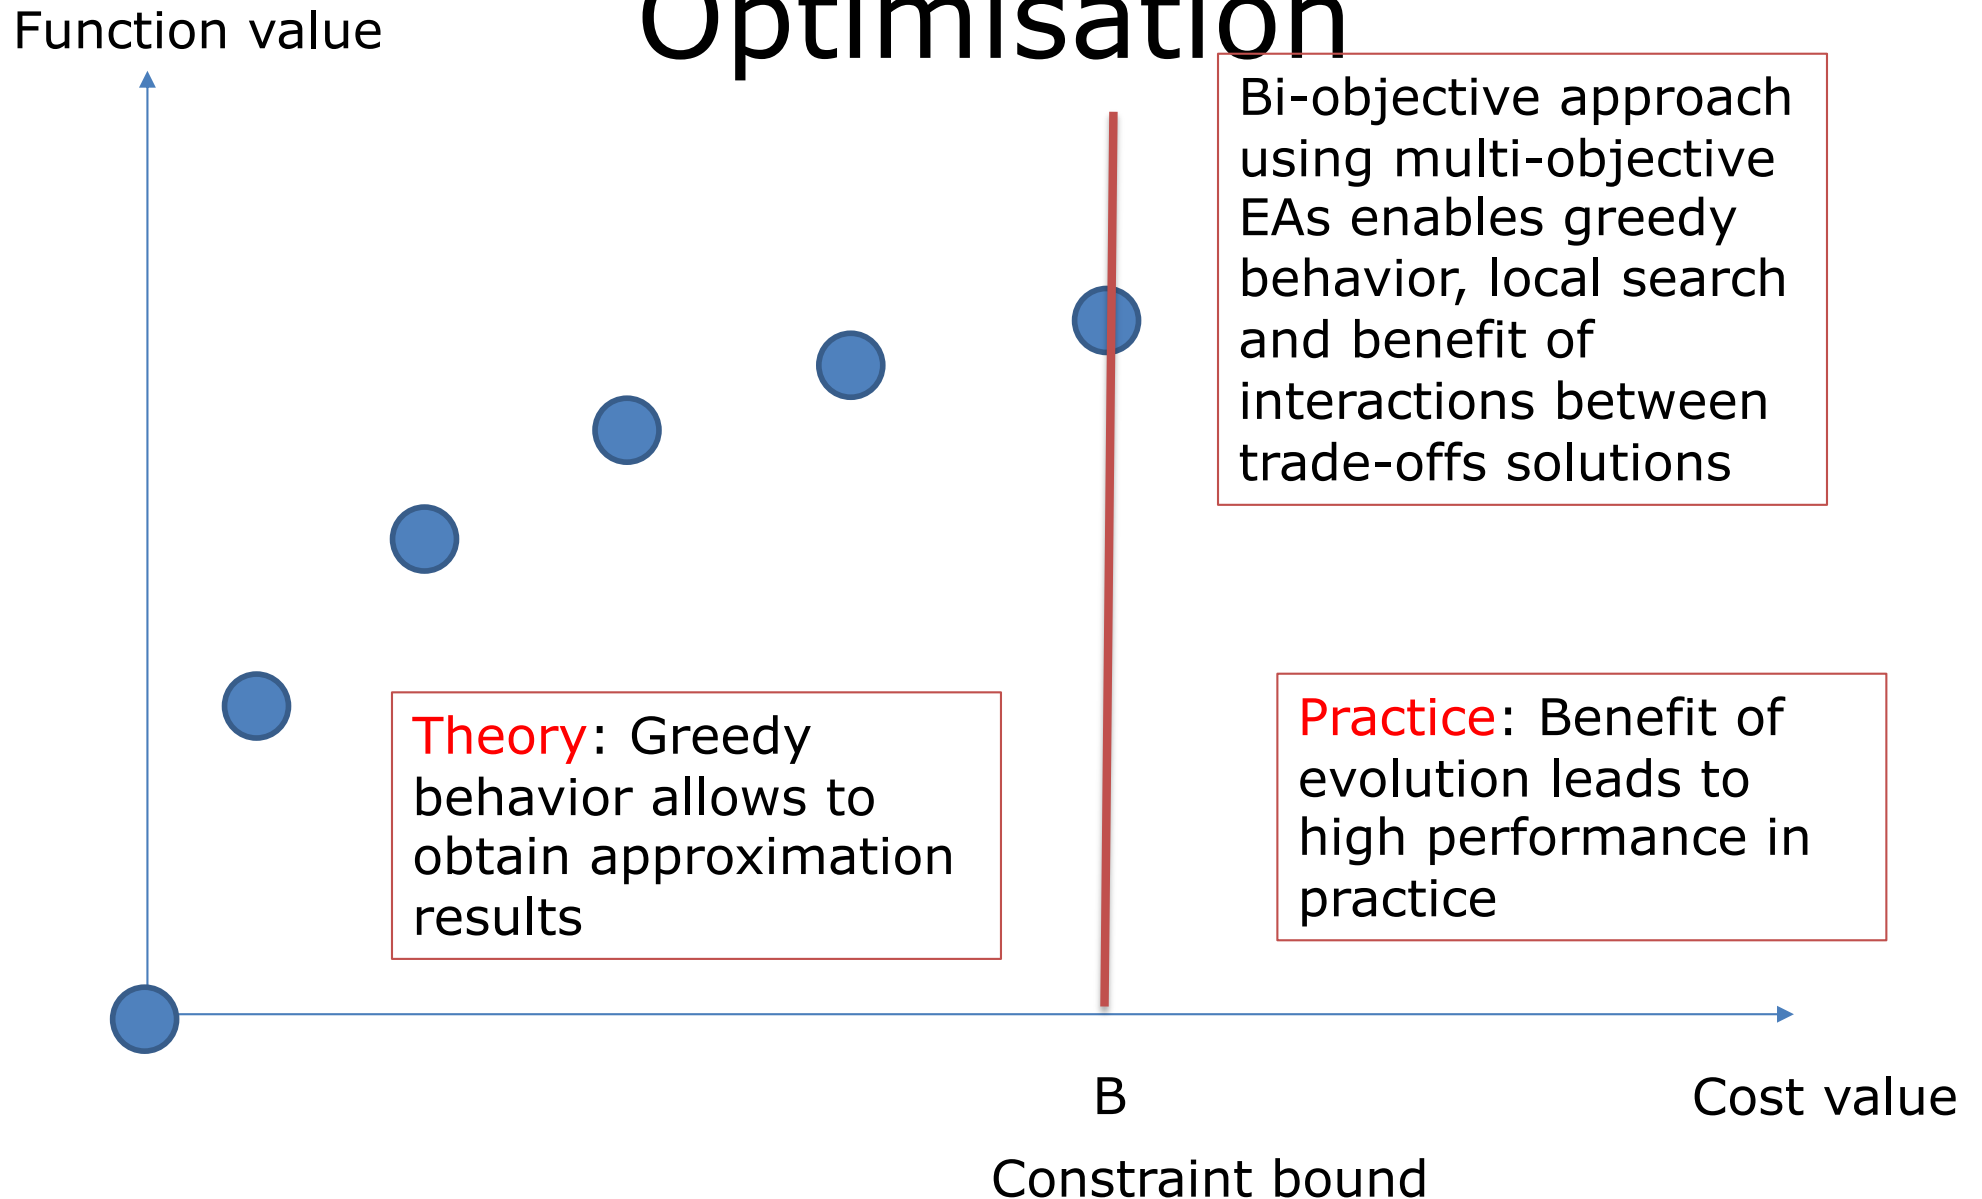 Optimisation
Function value
Bi-objective approach
using multi-objective
EAs enables greedy
behavior, local search
and benefit of
interactions between
trade-offs solutions
Theory: Greedy
behavior allows to
obtain approximation
results
Practice: Benefit of
evolution leads to
high performance in
practice
B
Cost value
Constraint bound